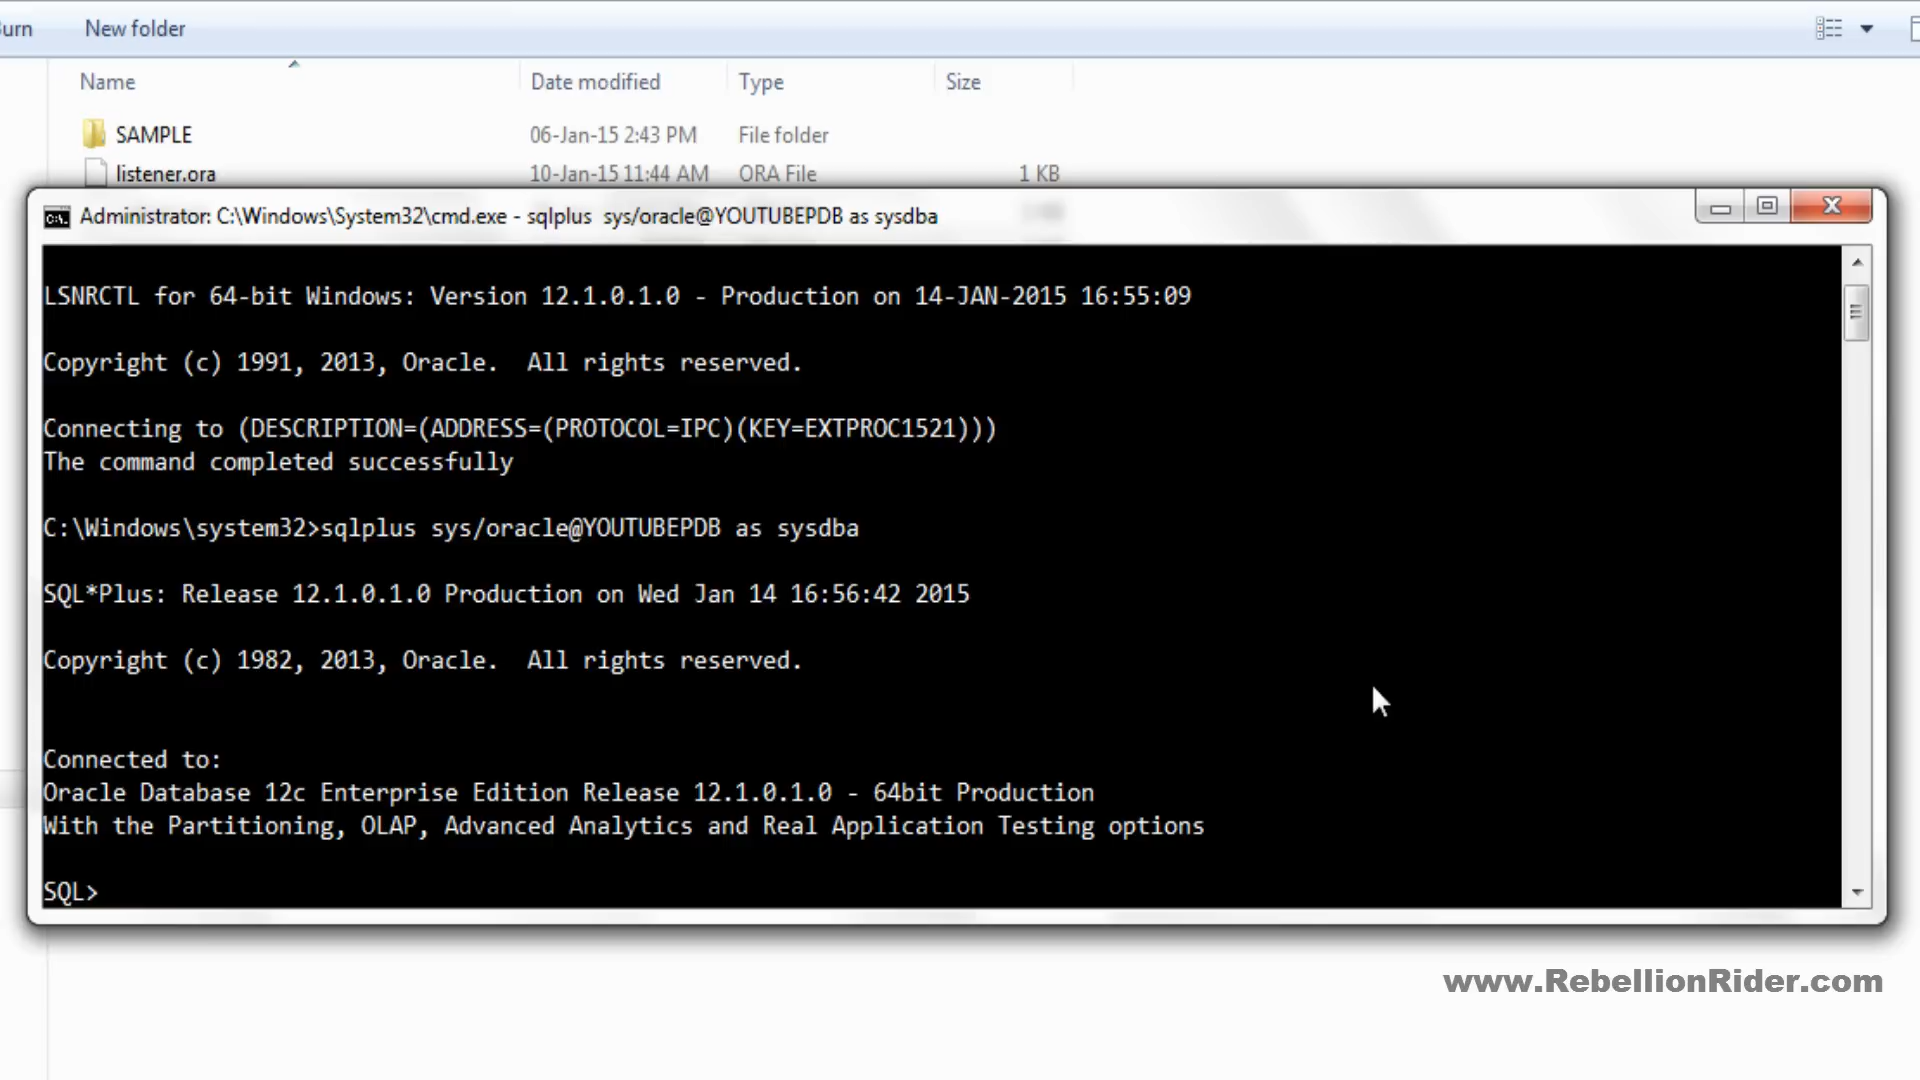 New folder
Name Date modified Type Size
SAMPLE 06-Jan-15 2:43 PM File folder
listener.ora 10-Jan-15 11:44 AM ORA File 1 KB
Administrator: C:\Windows\System32\cmd.exe - sqlplus  sys/oracle@YOUTUBEPDB as sysdba
LSNRCTL for 64-bit Windows: Version 12.1.0.1.0 - Production on 14-JAN-2015 16:55:09
Copyright (c) 1991, 2013, Oracle.  All rights reserved.
Connecting to (DESCRIPTION=(ADDRESS=(PROTOCOL=IPC)(KEY=EXTPROC1521)))
The command completed successfully
C:\Windows\system32>sqlplus sys/oracle@YOUTUBEPDB as sysdba
SQL*Plus: Release 12.1.0.1.0 Production on Wed Jan 14 16:56:42 2015
Copyright (c) 1982, 2013, Oracle.  All rights reserved.
Connected to:
Oracle Database 12c Enterprise Edition Release 12.1.0.1.0 - 64bit Production
With the Partitioning, OLAP, Advanced Analytics and Real Application Testing options
SQL>
www.RebellionRider.com